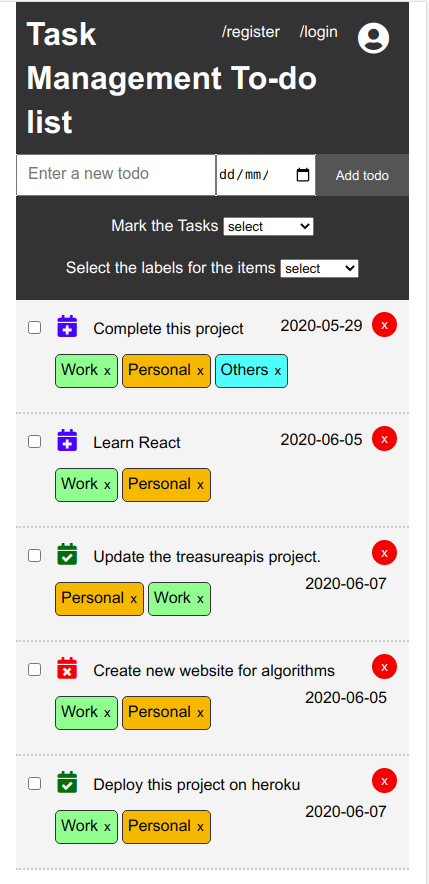 Task /register /login
Management To-do
list
Enter a new todo dd/mm/ Add todo
Mark the Tasks select
Select the labels for the items select
Complete this project 2020-05-29 x
Work x Personal x Others x
Learn React 2020-06-05 x
Work x Personal x
Update the treasureapis project. x
2020-06-07
Personal x Work x
Create new website for algorithms x
2020-06-05
Work x Personal x
Deploy this project on heroku x
2020-06-07
Work x Personal x